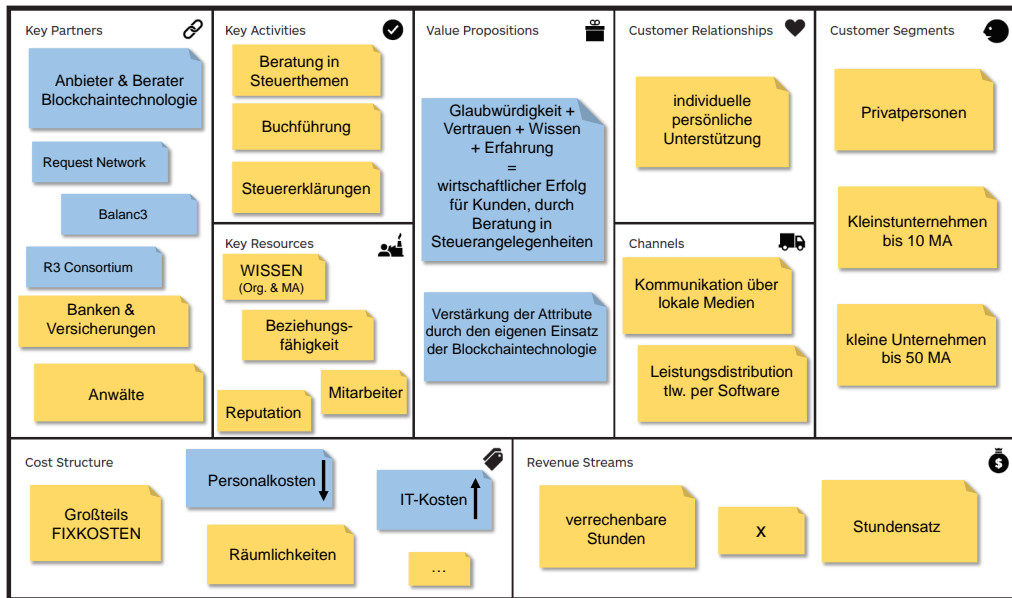 Key Partners
Anbieter & Berater
Blockchaintechnologie
Request Network
Balanc3
R3 Consortium
Banken &
Versicherungen
Anwälte
Key Activities
Beratung in
Steuerthemen
Buchführung
Steuererklärungen
Key Resources
WISSEN
(Org. & MA)
Beziehungs-
fähigkeit
Mitarbeiter
Reputation
Value Propositions
Glaubwürdigkeit +
Vertrauen + Wissen
+ Erfahrung
=
wirtschaftlicher Erfolg
für Kunden, durch
Beratung in
Steuerangelegenheiten
Verstärkung der Attribute
durch den eigenen Einsatz
der Blockchaintechnologie
Customer Relationships
individuelle
persönliche
Unterstützung
Channels
Kommunikation über
lokale Medien
Leistungsdistribution
tlw. per Software
Customer Segments
Privatpersonen
Kleinstunternehmen
bis 10 MA
kleine Unternehmen
bis 50 MA
Cost Structure
Großteils
FIXKOSTEN
Personalkosten
Räumlichkeiten
IT-Kosten
…
Revenue Streams
$
verrechenbare
Stunden
X
Stundensatz